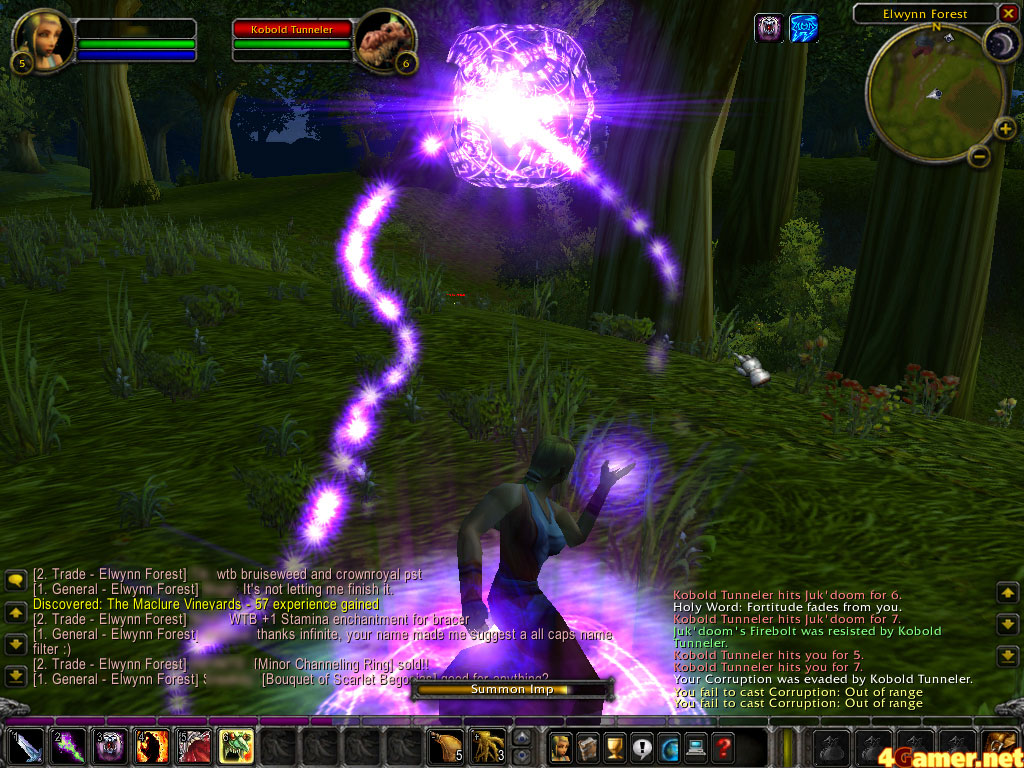 Kobold Tunneler
5
6
Elwynn Forest
N
[2. Trade - Elwynn Forest] wtb bruiseweed and crownroyal pst
[1. General - Elwynn Forest] It's not letting me finish it.
Discovered: The Maclure Vineyards - 57 experience gained
[2. Trade - Elwynn Forest] WTB +1 Stamina enchantment for bracer
[1. General - Elwynn Forest] thanks infinite, your name made me suggest a all caps name
filter :)
[2. Trade - Elwynn Forest] [Minor Channeling Ring] sold!!
[1. General - Elwynn Forest] [Bouquet of Scarlet Begonias] good for anything?
Kobold Tunneler hits Juk'doom for 6.
Holy Word: Fortitude fades from you.
Kobold Tunneler hits Juk'doom for 7.
Juk'doom's Firebolt was resisted by Kobold
Tunneler.
Kobold Tunneler hits you for 5.
Kobold Tunneler hits you for 7.
Your Corruption was evaded by Kobold Tunneler.
You fail to cast Corruption: Out of range
You fail to cast Corruption: Out of range
Summon Imp
2 3 4 5 5 3
4Gamer.net